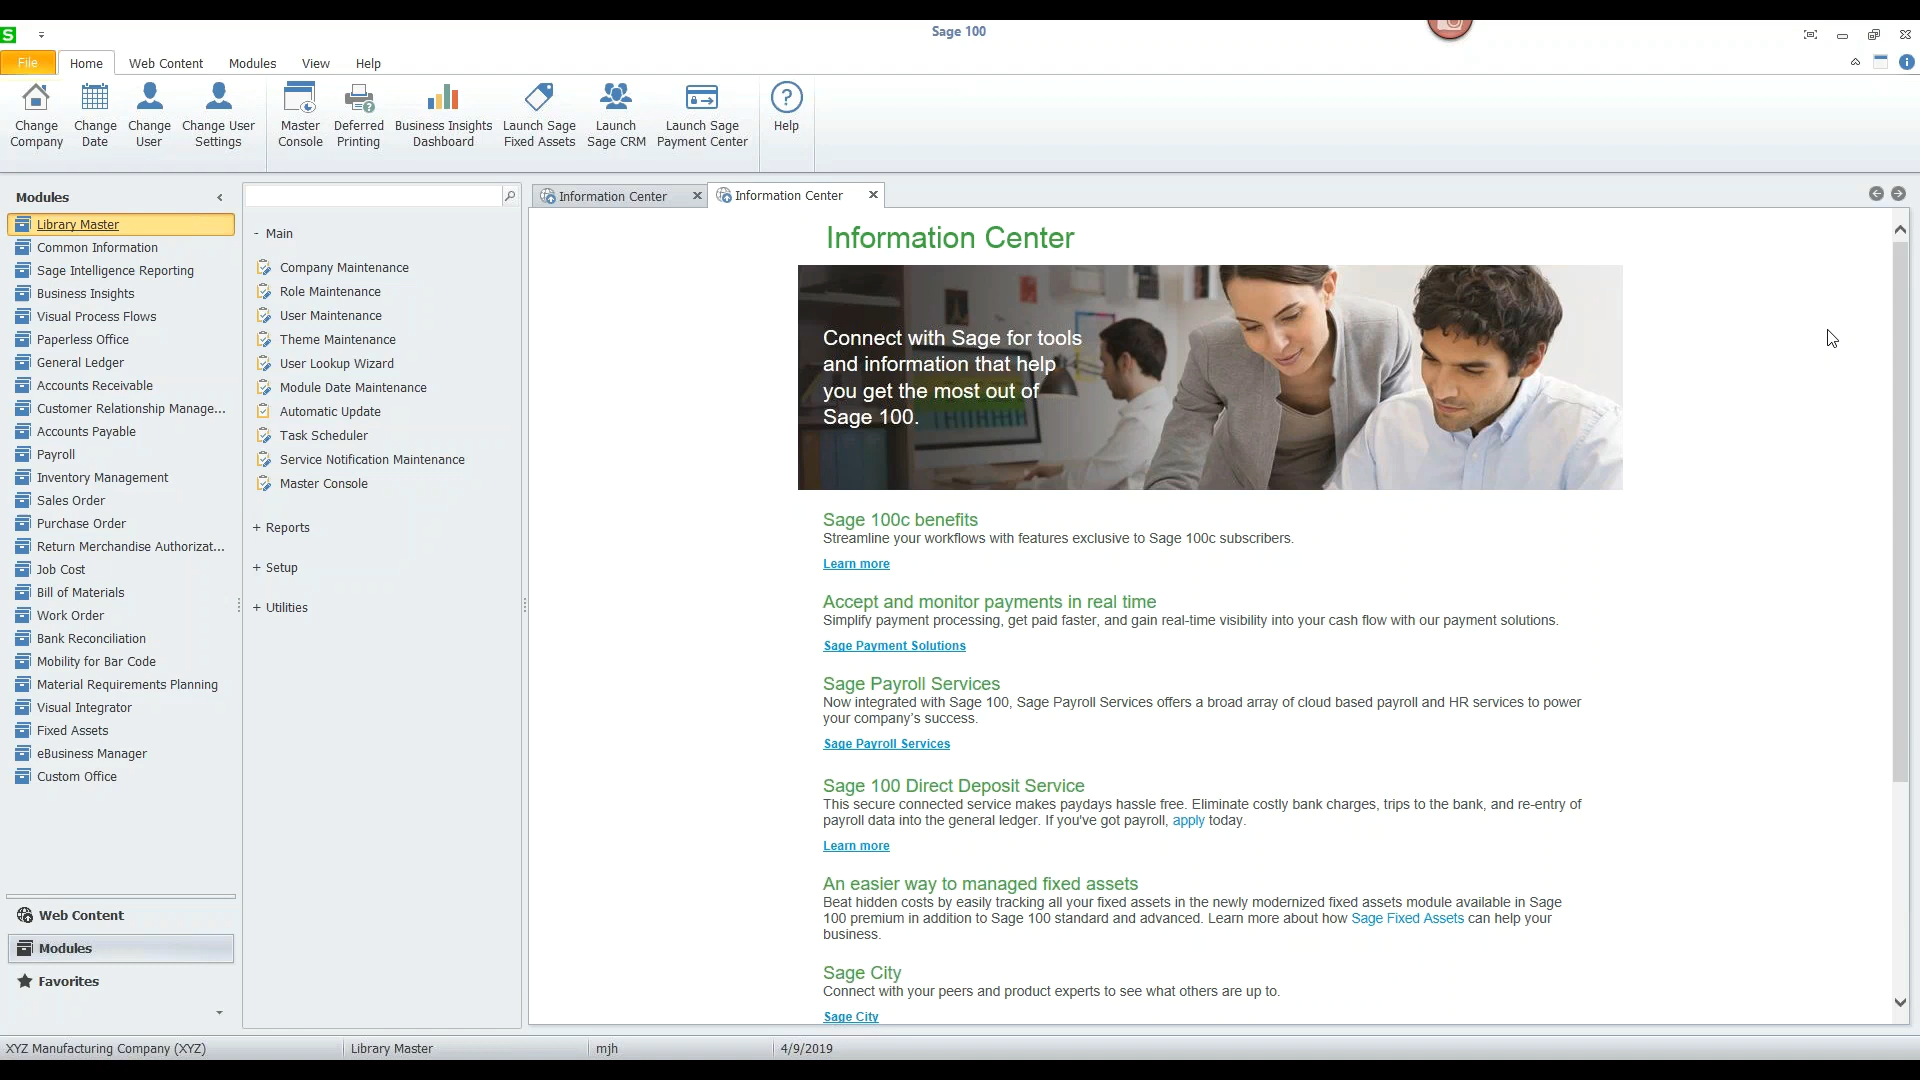 S
Sage 100
File Home Web Content Modules View Help
Change Company
Change Date
Change User
Change User Settings
Master Console
Deferred Printing
Business Insights Dashboard
Launch Sage Fixed Assets
Launch Sage CRM
Launch Sage Payment Center
Help
Modules
Library Master
Common Information
Sage Intelligence Reporting
Business Insights
Visual Process Flows
Paperless Office
General Ledger
Accounts Receivable
Customer Relationship Manage...
Accounts Payable
Payroll
Inventory Management
Sales Order
Purchase Order
Return Merchandise Authorizat...
Job Cost
Bill of Materials
Work Order
Bank Reconciliation
Mobility for Bar Code
Material Requirements Planning
Visual Integrator
Fixed Assets
eBusiness Manager
Custom Office
Web Content
Modules
Favorites
- Main
Company Maintenance
Role Maintenance
User Maintenance
Theme Maintenance
User Lookup Wizard
Module Date Maintenance
Automatic Update
Task Scheduler
Service Notification Maintenance
Master Console
+ Reports
+ Setup
+ Utilities
Information Center
Information Center
Information Center
Connect with Sage for tools
and information that help
you get the most out of
Sage 100.
Sage 100c benefits
Streamline your workflows with features exclusive to Sage 100c subscribers.
Learn more
Accept and monitor payments in real time
Simplify payment processing, get paid faster, and gain real-time visibility into your cash flow with our payment solutions.
Sage Payment Solutions
Sage Payroll Services
Now integrated with Sage 100, Sage Payroll Services offers a broad array of cloud based payroll and HR services to power
your company's success.
Sage Payroll Services
Sage 100 Direct Deposit Service
This secure connected service makes paydays hassle free. Eliminate costly bank charges, trips to the bank, and re-entry of
payroll data into the general ledger. If you've got payroll, apply today.
Learn more
An easier way to managed fixed assets
Beat hidden costs by easily tracking all your fixed assets in the newly modernized fixed assets module available in Sage
100 premium in addition to Sage 100 standard and advanced. Learn more about how Sage Fixed Assets can help your
business.
Sage City
Connect with your peers and product experts to see what others are up to.
Sage City
XYZ Manufacturing Company (XYZ) Library Master mjh 4/9/2019